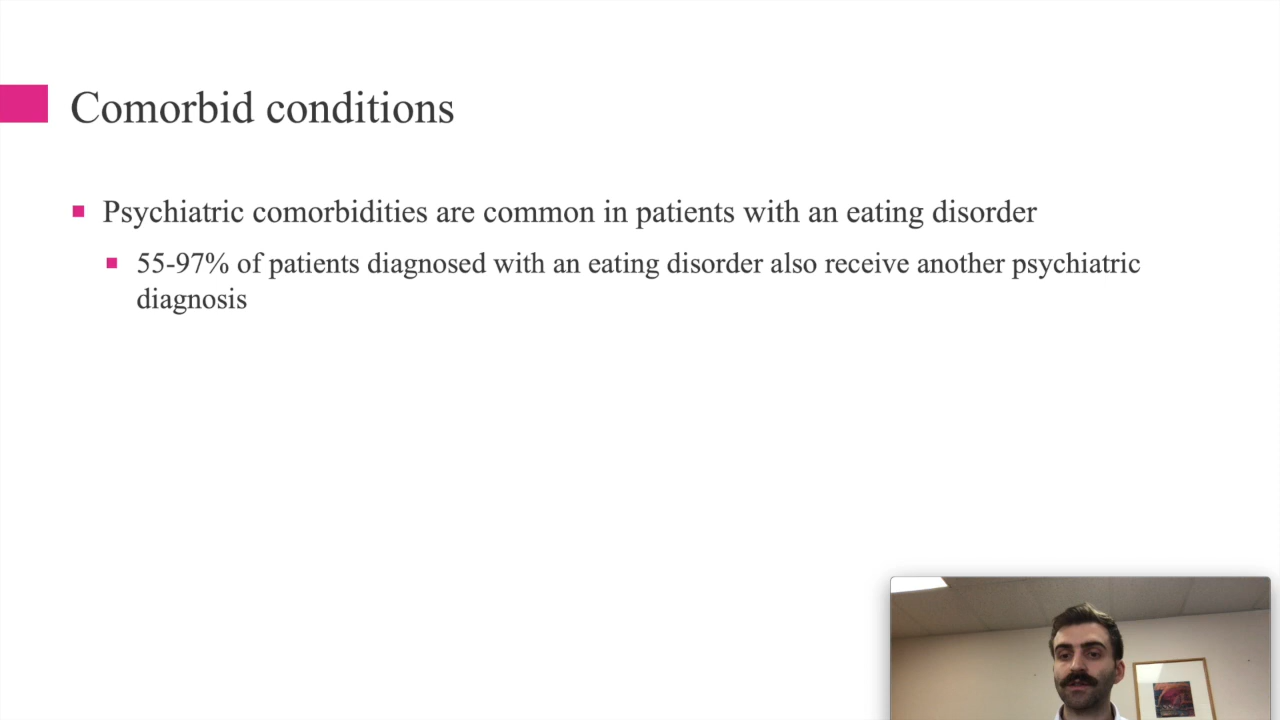 Comorbid conditions
Psychiatric comorbidities are common in patients with an eating disorder
55-97% of patients diagnosed with an eating disorder also receive another psychiatric
diagnosis